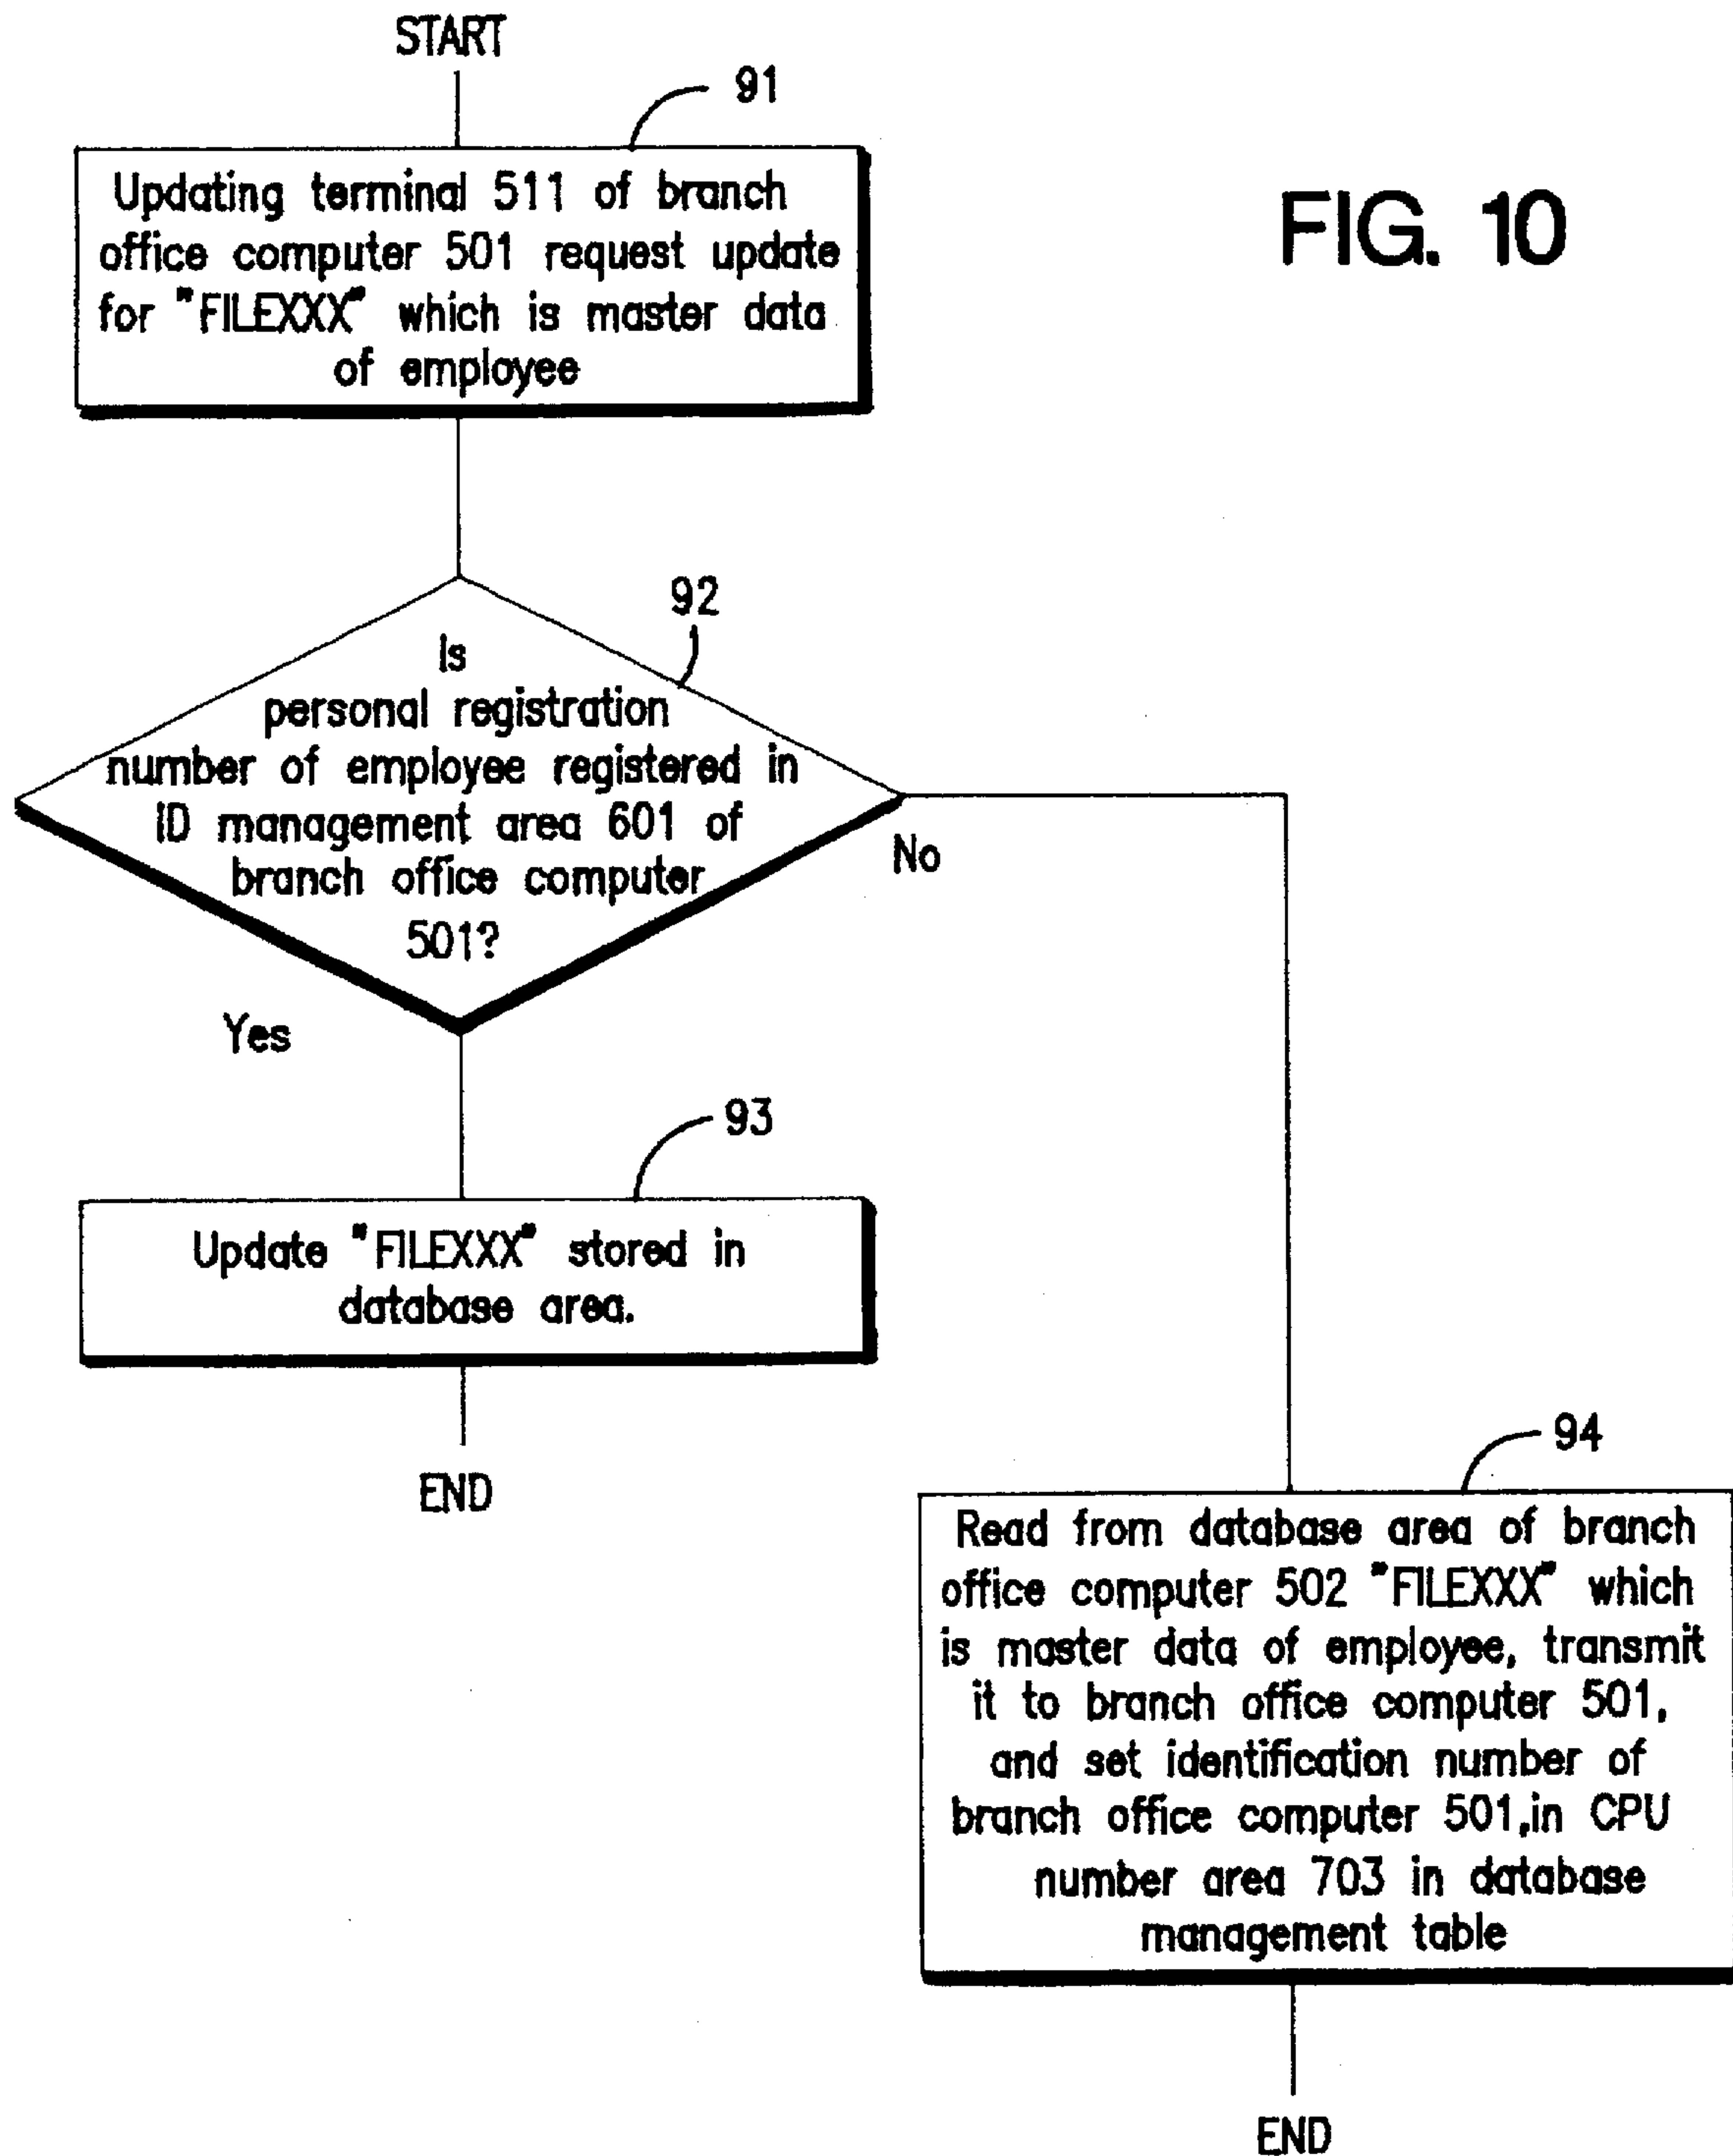 START
91
Updating terminal 511 of branch
office computer 501 request update
for "FILEXXX" which is master data
of employee
FIG. 10
92
Is
personal registration
number of employee registered in
ID management area 601 of
branch office computer
501?
No
Yes
93
Update "FILEXXX" stored in
database area.
END
94
Read from database area of branch
office computer 502 "FILEXXX" which
is master data of employee, transmit
it to branch office computer 501,
and set identification number of
branch office computer 501,in CPU
number area 703 in database
management table
END